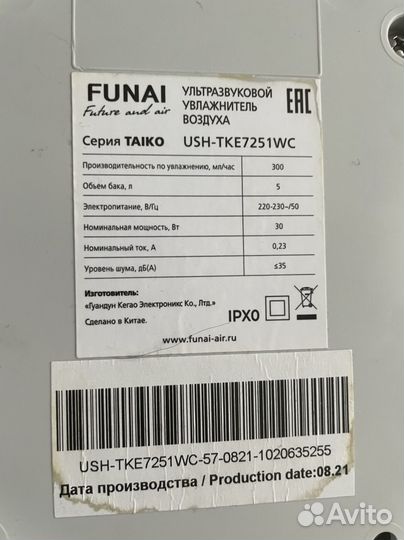 FUNAI
Future and air
УЛЬТРАЗВУКОВОЙ
УВЛАЖНИТЕЛЬ
ВОЗДУХА
EAC
Серия TAIKO USH-TKE7251WC
Производительность по увлажнению, мл/час 300
Объем бака, л 5
Электропитание, В/Гц 220-230~/50
Номинальная мощность, Вт 30
Номинальный ток, А 0,23
Уровень шума, дБ(А) ≤35
Изготовитель:
«Гуандун Кегао Электроникс Ко., Лтд.»
Сделано в Китае.
IPX0
www.funai-air.ru
USH-TKE7251WC-57-0821-1020635255
Дата производства / Production date:08.21
Avito